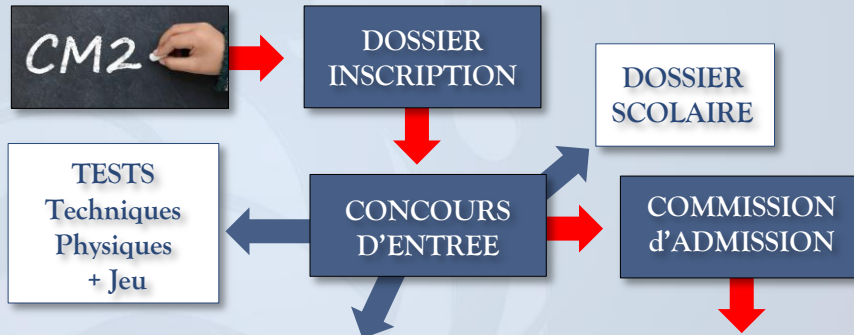 CM2
DOSSIER
INSCRIPTION
DOSSIER
SCOLAIRE
TESTS
Techniques
Physiques
+ Jeu
CONCOURS
D'ENTREE
COMMISSION
d'ADMISSION